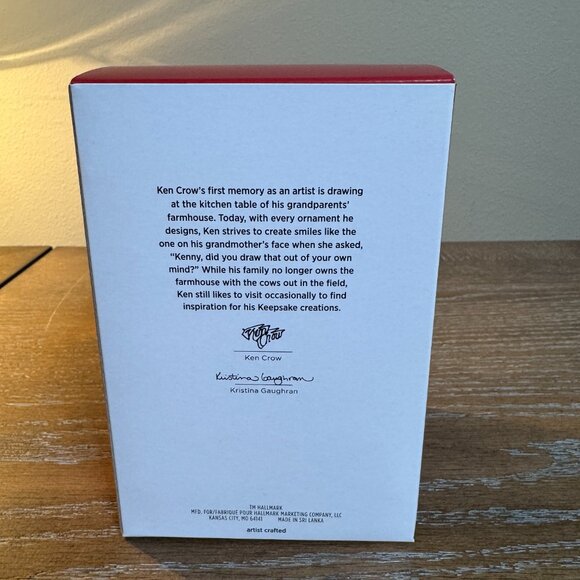 Ken Crow's first memory as an artist is drawing
at the kitchen table of his grandparents'
farmhouse. Today, with every ornament he
designs, Ken strives to create smiles like the
one on his grandmother's face when she asked,
"Kenny, did you draw that out of your own
mind?" While his family no longer owns the
farmhouse with the cows out in the field,
Ken still likes to visit occasionally to find
inspiration for his Keepsake creations.
Ken Crow
Ken Crow
Kristina Gaughran
Kristina Gaughran
TM HALLMARK
MFD. FOR/FABRIQUÉ POUR HALLMARK MARKETING COMPANY, LLC
KANSAS CITY, MO 64141 MADE IN SRI LANKA
artist crafted